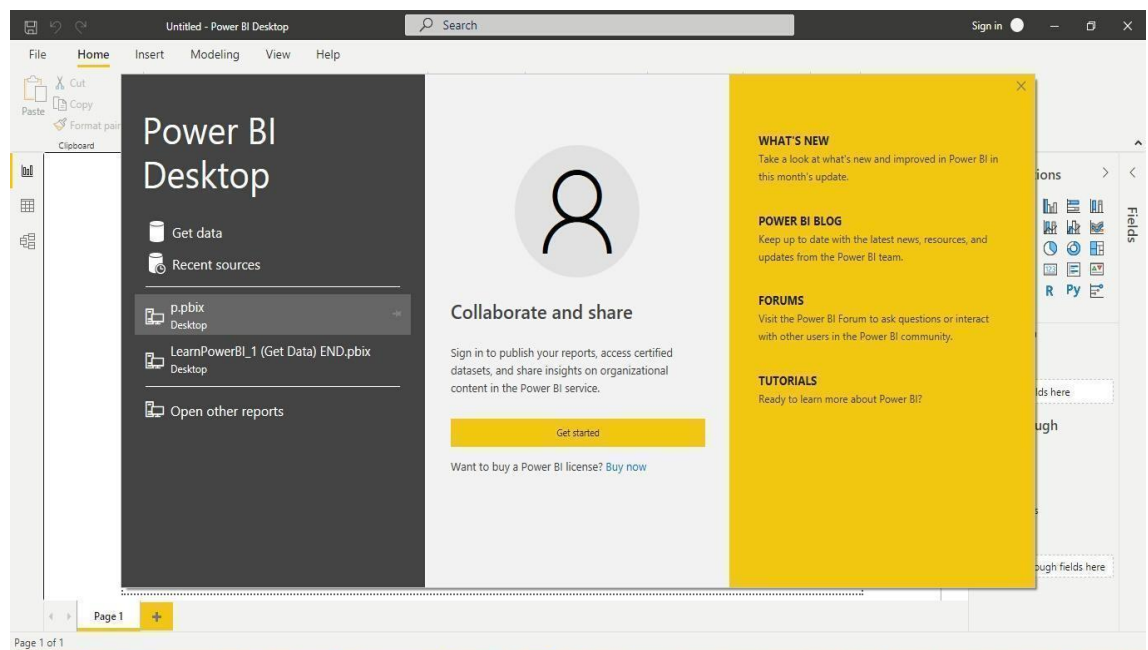 Untitled - Power BI Desktop
Search
Sign in
File Home Insert Modeling View Help
Paste
Cut
Copy
Format pain
Clipboard
Power BI
Desktop
Get data
Recent sources
p.pbix
Desktop
LearnPowerBI_1 (Get Data) END.pbix
Desktop
Open other reports
Collaborate and share
Sign in to publish your reports, access certified
datasets, and share insights on organizational
content in the Power BI service.
Get started
Want to buy a Power BI license? Buy now
WHAT'S NEW
Take a look at what's new and improved in Power BI in
this month's update.
POWER BI BLOG
Keep up to date with the latest news, resources, and
updates from the Power BI team.
FORUMS
Visit the Power BI Forum to ask questions or interact
with other users in the Power BI community.
TUTORIALS
Ready to learn more about Power BI?
ions
Fields
R Py
lds here
ugh
s
ough fields here
Page 1
Page 1 of 1